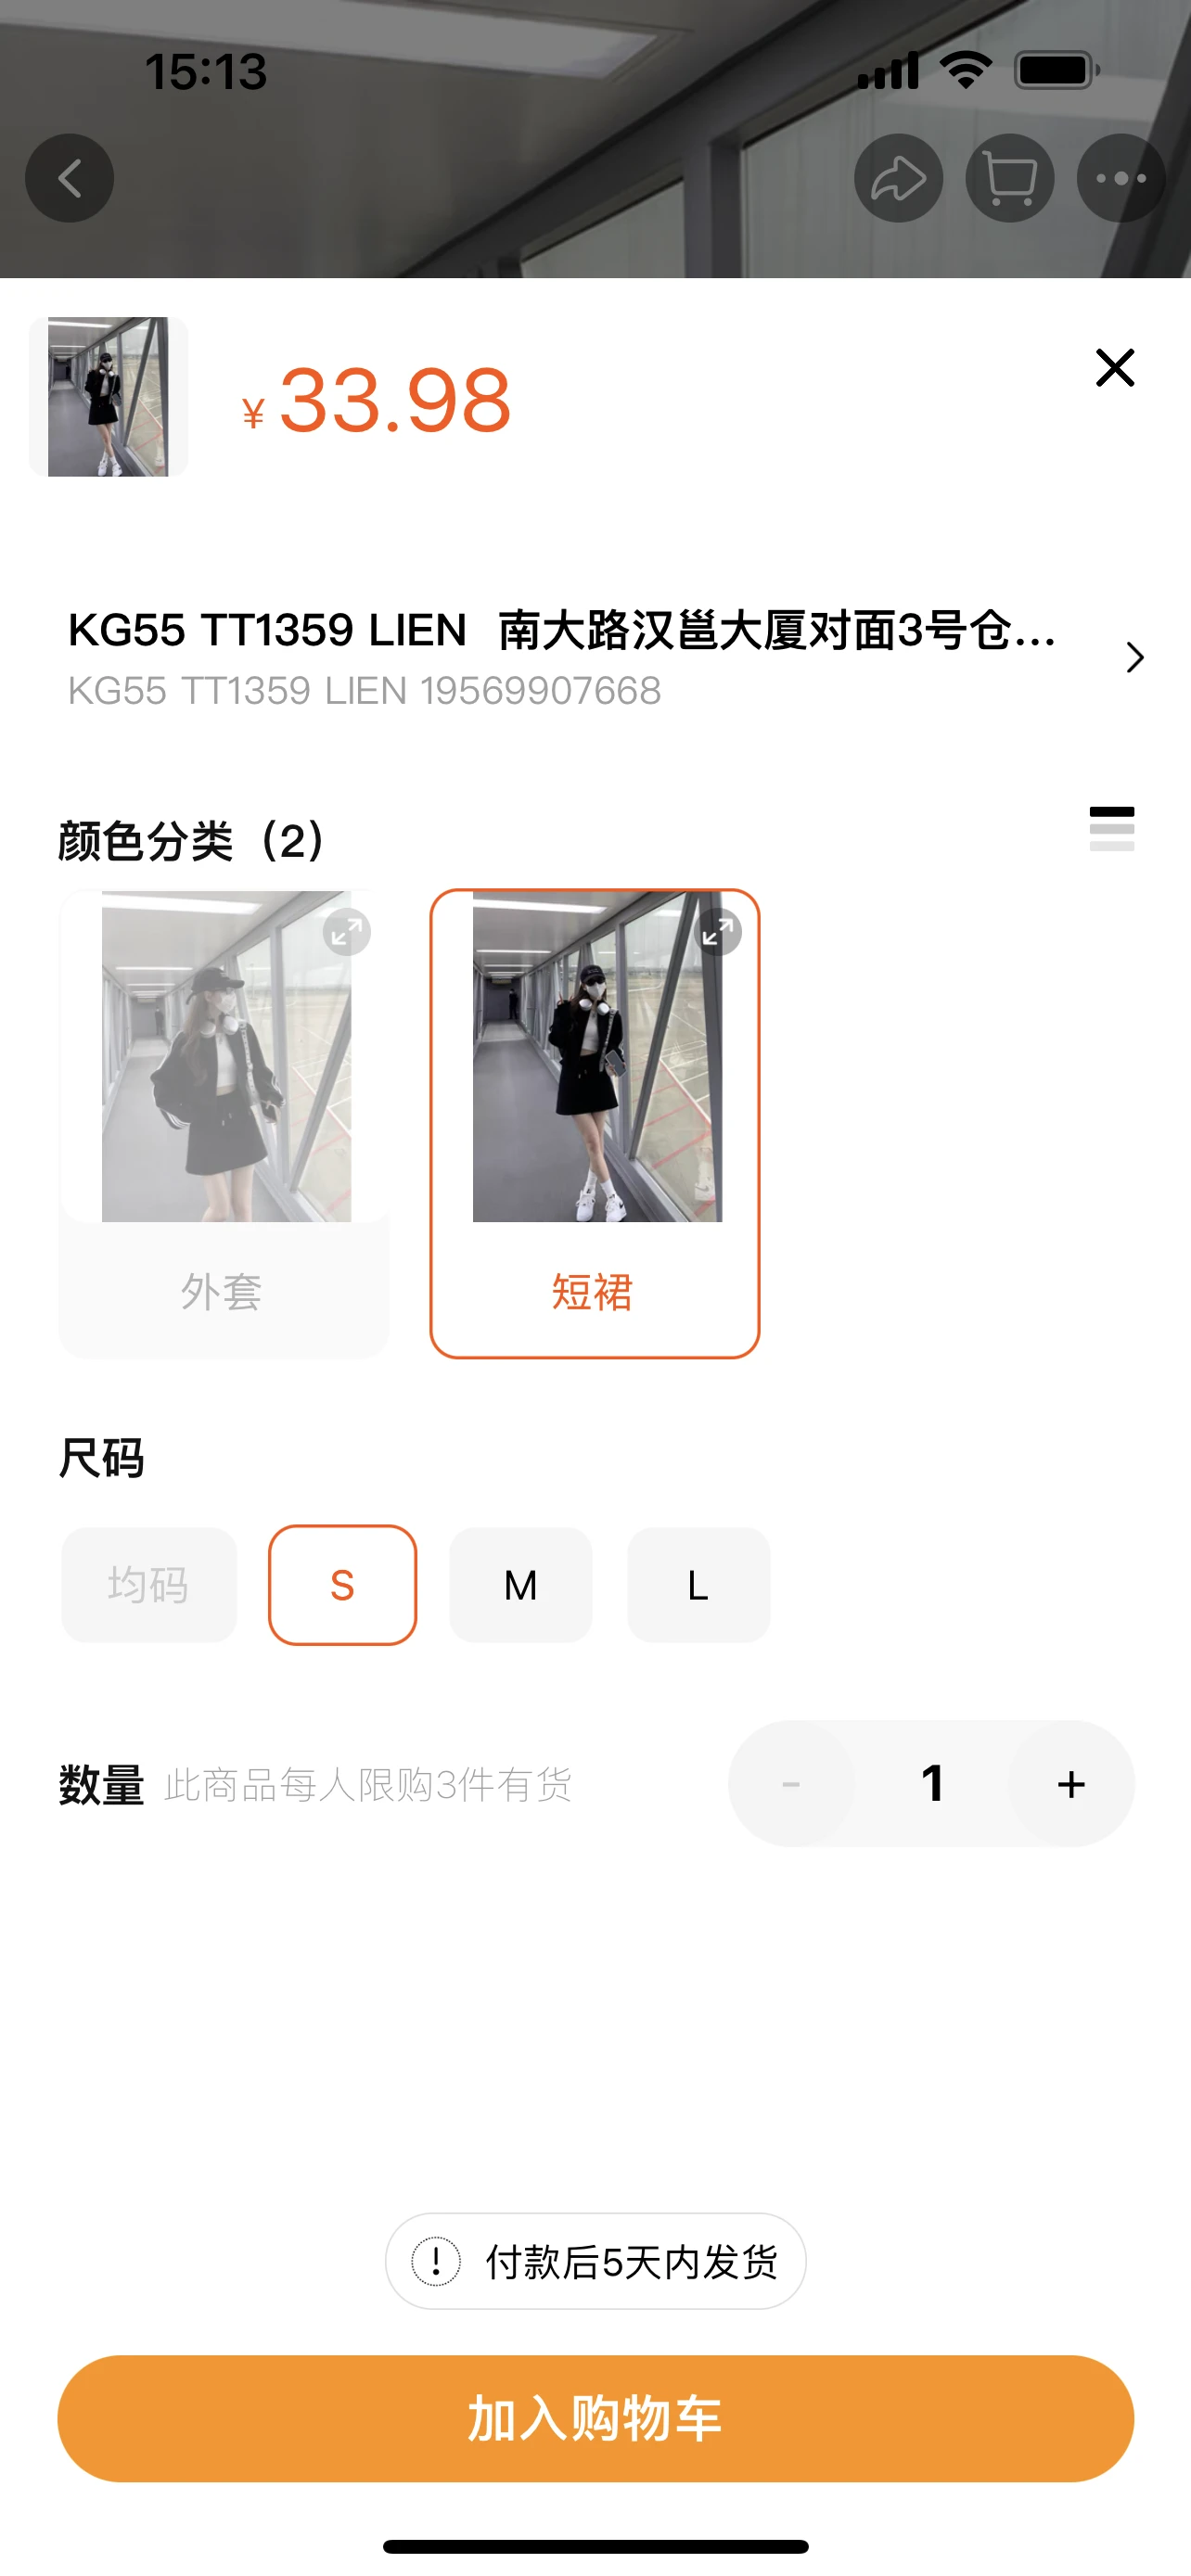 15:13
¥ 33.98
KG55 TT1359 LIEN 南大路汉邕大厦对面3号仓...
KG55 TT1359 LIEN 19569907668
颜色分类（2）
外套
短裙
尺码
均码
S
M
L
数量 此商品每人限购3件有货
- 1 +
付款后5天内发货
加入购物车